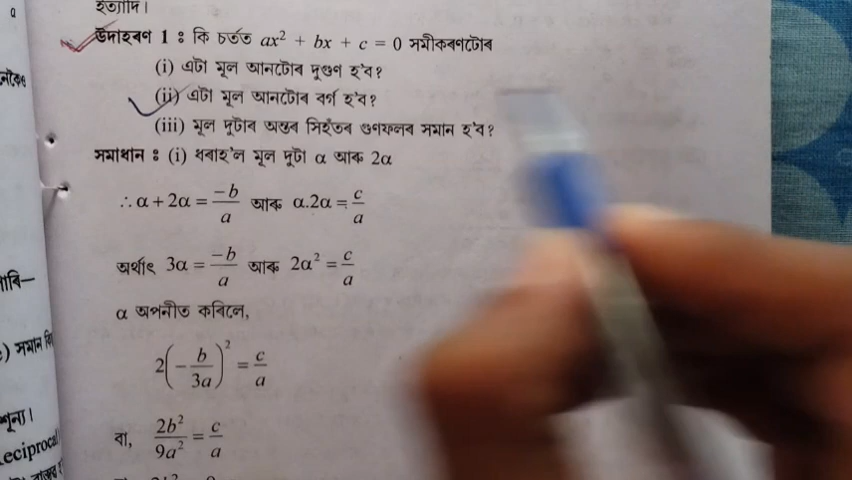 ইত্যাদি।
উদাহৰণ 1 : কি চৰ্তত ax² + bx + c = 0 সমীকৰণটোৰ
(i) এটা মূল আনটোৰ দুগুণ হ'ব?
(ii) এটা মূল আনটোৰ বৰ্গ হ'ব?
(iii) মূল দুটাৰ অন্তৰ সিহঁতৰ গুণফলৰ সমান হ'ব?
সমাধান : (i) ধৰাহ'ল মূল দুটা α আৰু 2α
∴ α + 2α = -b/a আৰু α.2α = c/a
অৰ্থাৎ 3α = -b/a আৰু 2α² = c/a
α অপনীত কৰিলে,
2(-b/3a)² = c/a
বা, 2b²/9a² = c/a
শূন্য।